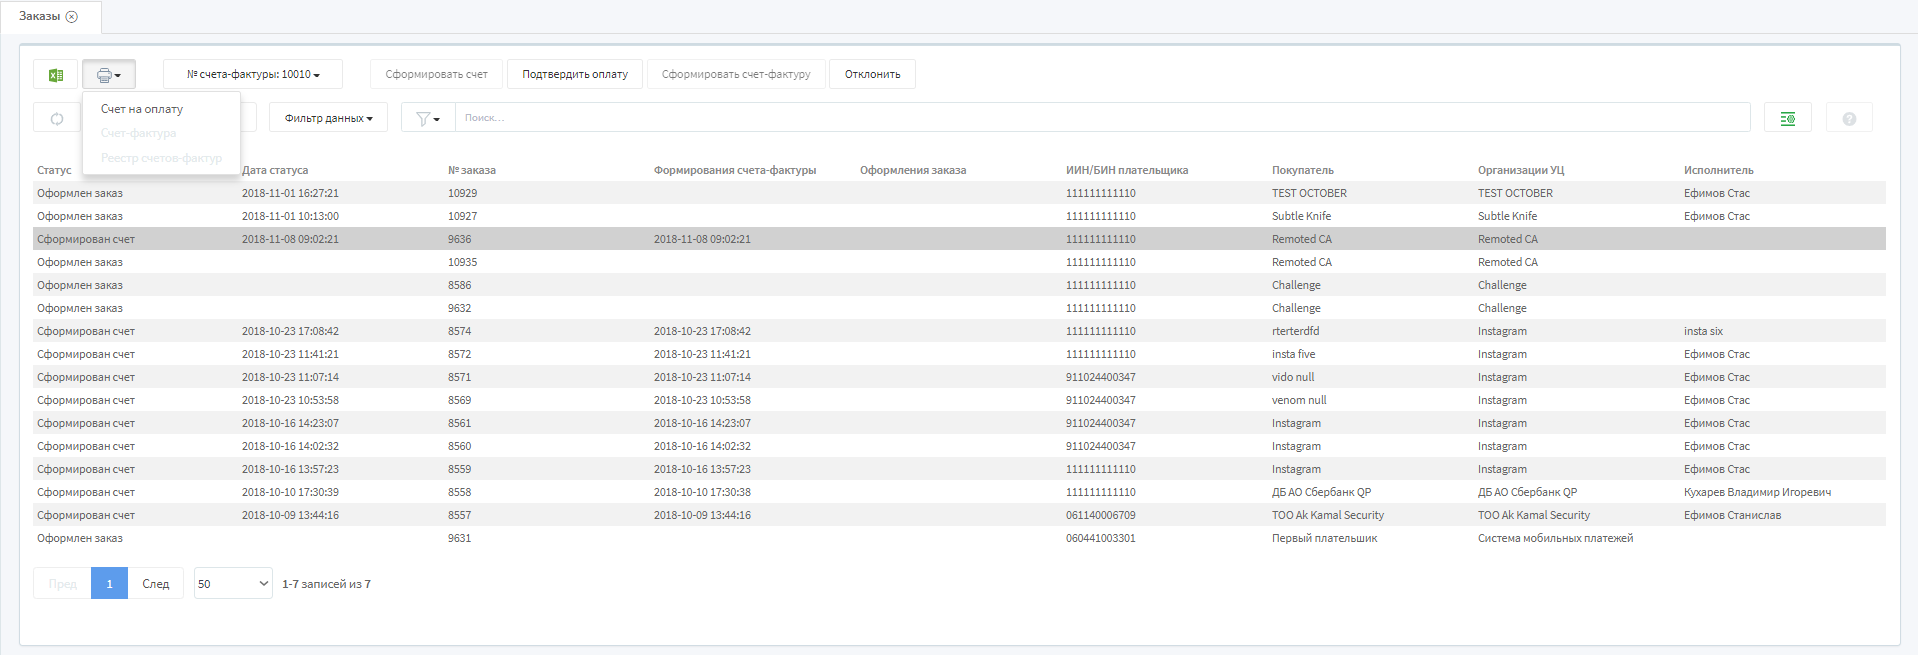 Заказы
№ счета-фактуры: 10010
Сформировать счет
Подтвердить оплату
Сформировать счет-фактуру
Отклонить
Счет на оплату
Счет-фактура
Реестр счетов-фактур
Фильтр данных
Поиск...
Статус Дата статуса № заказа Формирования счета-фактуры Оформления заказа ИИН/БИН плательщика Покупатель Организации УЦ Исполнитель
Оформлен заказ 2018-11-01 16:27:21 10929 111111111110 TEST OCTOBER TEST OCTOBER Ефимов Стас
Оформлен заказ 2018-11-01 10:13:00 10927 111111111110 Subtle Knife Subtle Knife Ефимов Стас
Сформирован счет 2018-11-08 09:02:21 9636 2018-11-08 09:02:21 111111111110 Remoted CA Remoted CA
Оформлен заказ 10935 111111111110 Remoted CA Remoted CA
Оформлен заказ 8586 111111111110 Challenge Challenge
Оформлен заказ 9632 111111111110 Challenge Challenge
Сформирован счет 2018-10-23 17:08:42 8574 2018-10-23 17:08:42 111111111110 rterterdfd Instagram insta six
Сформирован счет 2018-10-23 11:41:21 8572 2018-10-23 11:41:21 111111111110 insta five Instagram Ефимов Стас
Сформирован счет 2018-10-23 11:07:14 8571 2018-10-23 11:07:14 911024400347 vido null Instagram Ефимов Стас
Сформирован счет 2018-10-23 10:53:58 8569 2018-10-23 10:53:58 911024400347 venom null Instagram Ефимов Стас
Сформирован счет 2018-10-16 14:23:07 8561 2018-10-16 14:23:07 911024400347 Instagram Instagram Ефимов Стас
Сформирован счет 2018-10-16 14:02:32 8560 2018-10-16 14:02:32 911024400347 Instagram Instagram Ефимов Стас
Сформирован счет 2018-10-16 13:57:23 8559 2018-10-16 13:57:23 111111111110 Instagram Instagram Ефимов Стас
Сформирован счет 2018-10-10 17:30:39 8558 2018-10-10 17:30:38 111111111110 ДБ АО Сбербанк QP ДБ АО Сбербанк QP Кухарев Владимир Игоревич
Сформирован счет 2018-10-09 13:44:16 8557 2018-10-09 13:44:16 061140006709 ТОО Ak Kamal Security ТОО Ak Kamal Security Ефимов Станислав
Оформлен заказ 9631 060441003301 Первый плательшик Система мобильных платежей
Пред 1 След 50 1-7 записей из 7